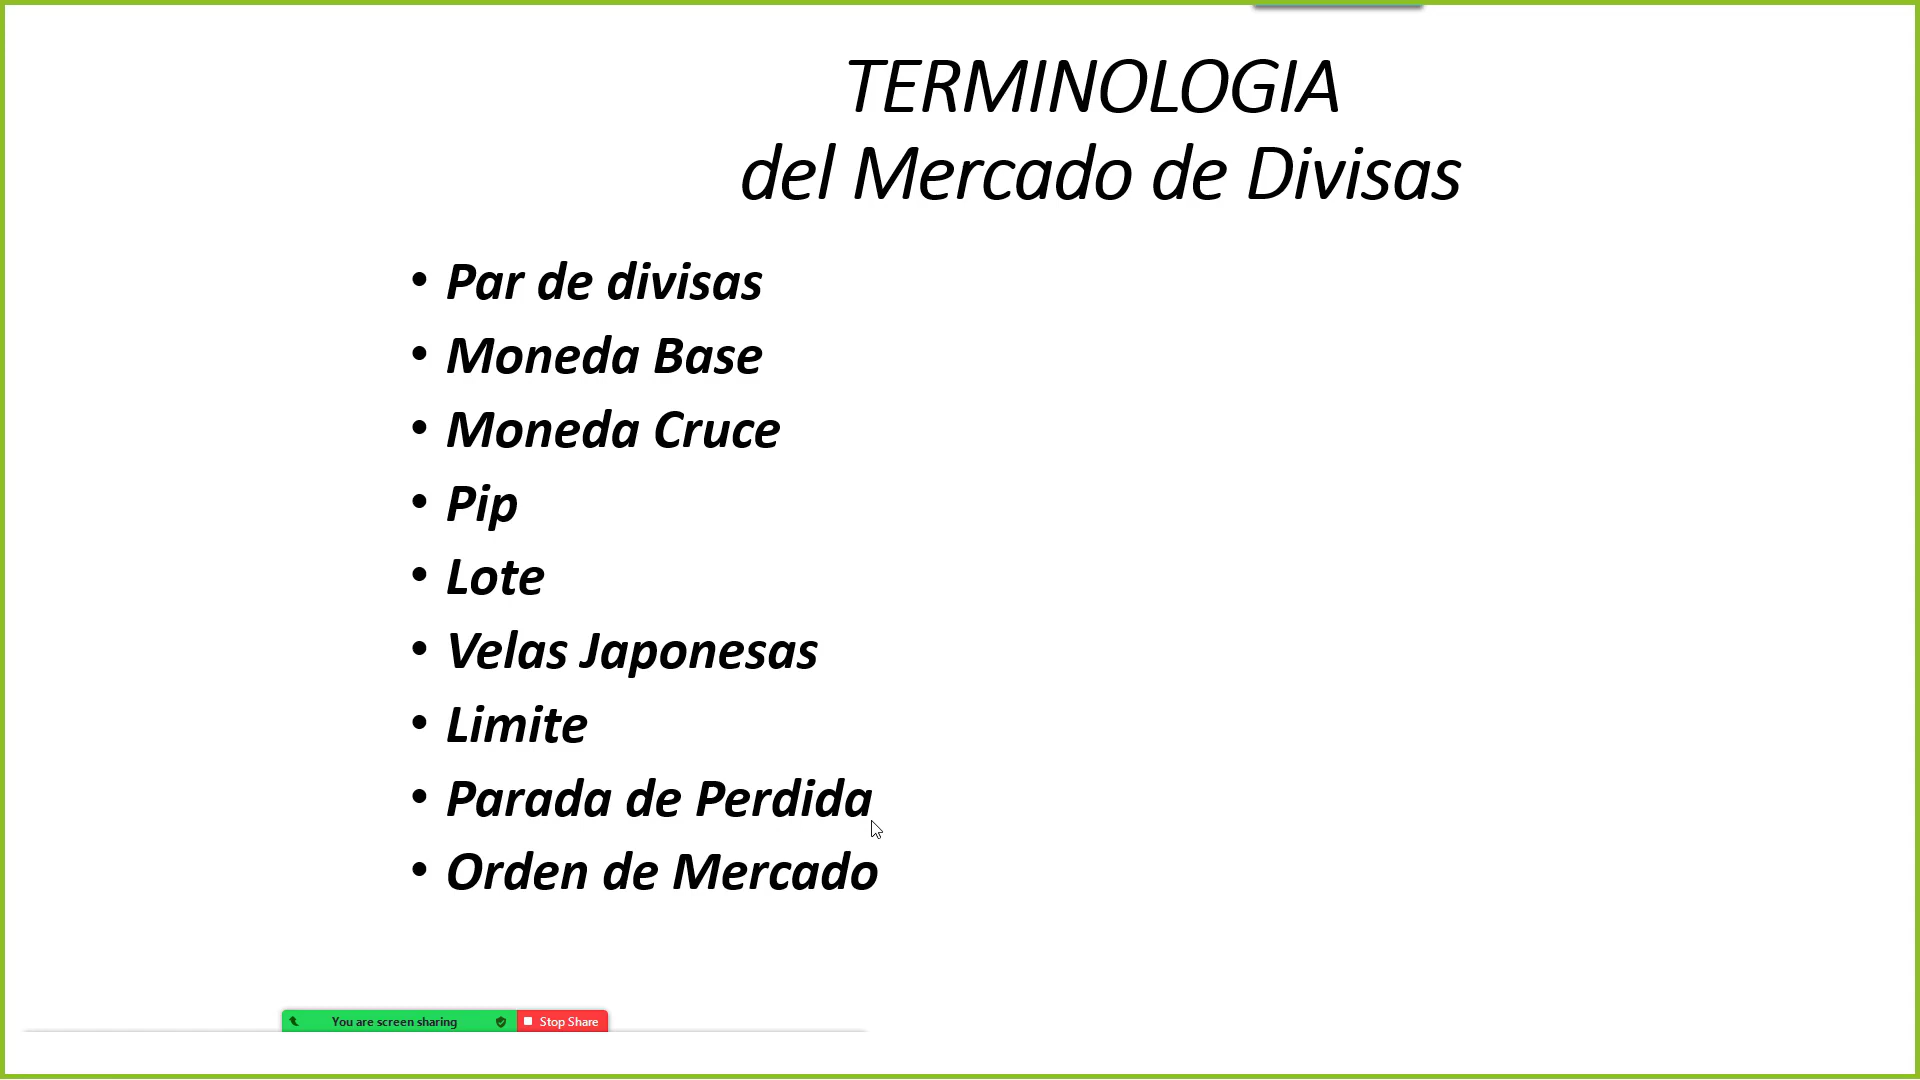 TERMINOLOGIA
del Mercado de Divisas
• Par de divisas
• Moneda Base
• Moneda Cruce
• Pip
• Lote
• Velas Japonesas
• Limite
• Parada de Perdida
• Orden de Mercado
You are screen sharing
Stop Share